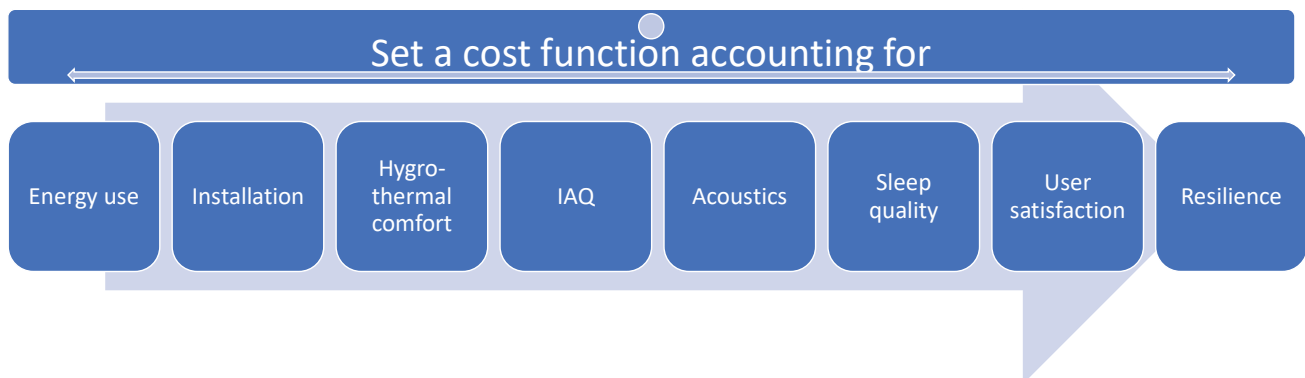 Set a cost function accounting for
Energy use
Installation
Hygro-
thermal
comfort
IAQ
Acoustics
Sleep
quality
User
satisfaction
Resilience